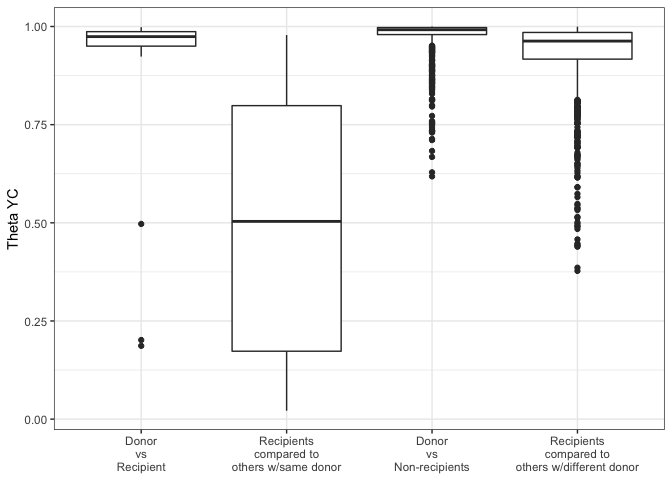 Theta YC
1.00
0.75
0.50
0.25
0.00
Donor
vs
Recipient
Recipients
compared to
others w/same donor
Donor
vs
Non-recipients
Recipients
compared to
others w/different donor